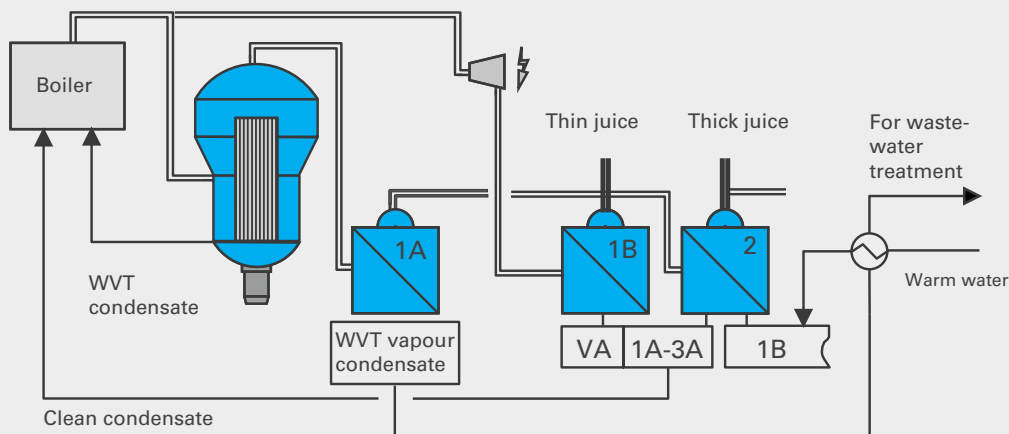 Boiler
Thin juice
Thick juice
For waste-
water
treatment
1A
1B
2
WVT
condensate
Warm water
WVT vapour
condensate
VA
1A-3A
1B
Clean condensate